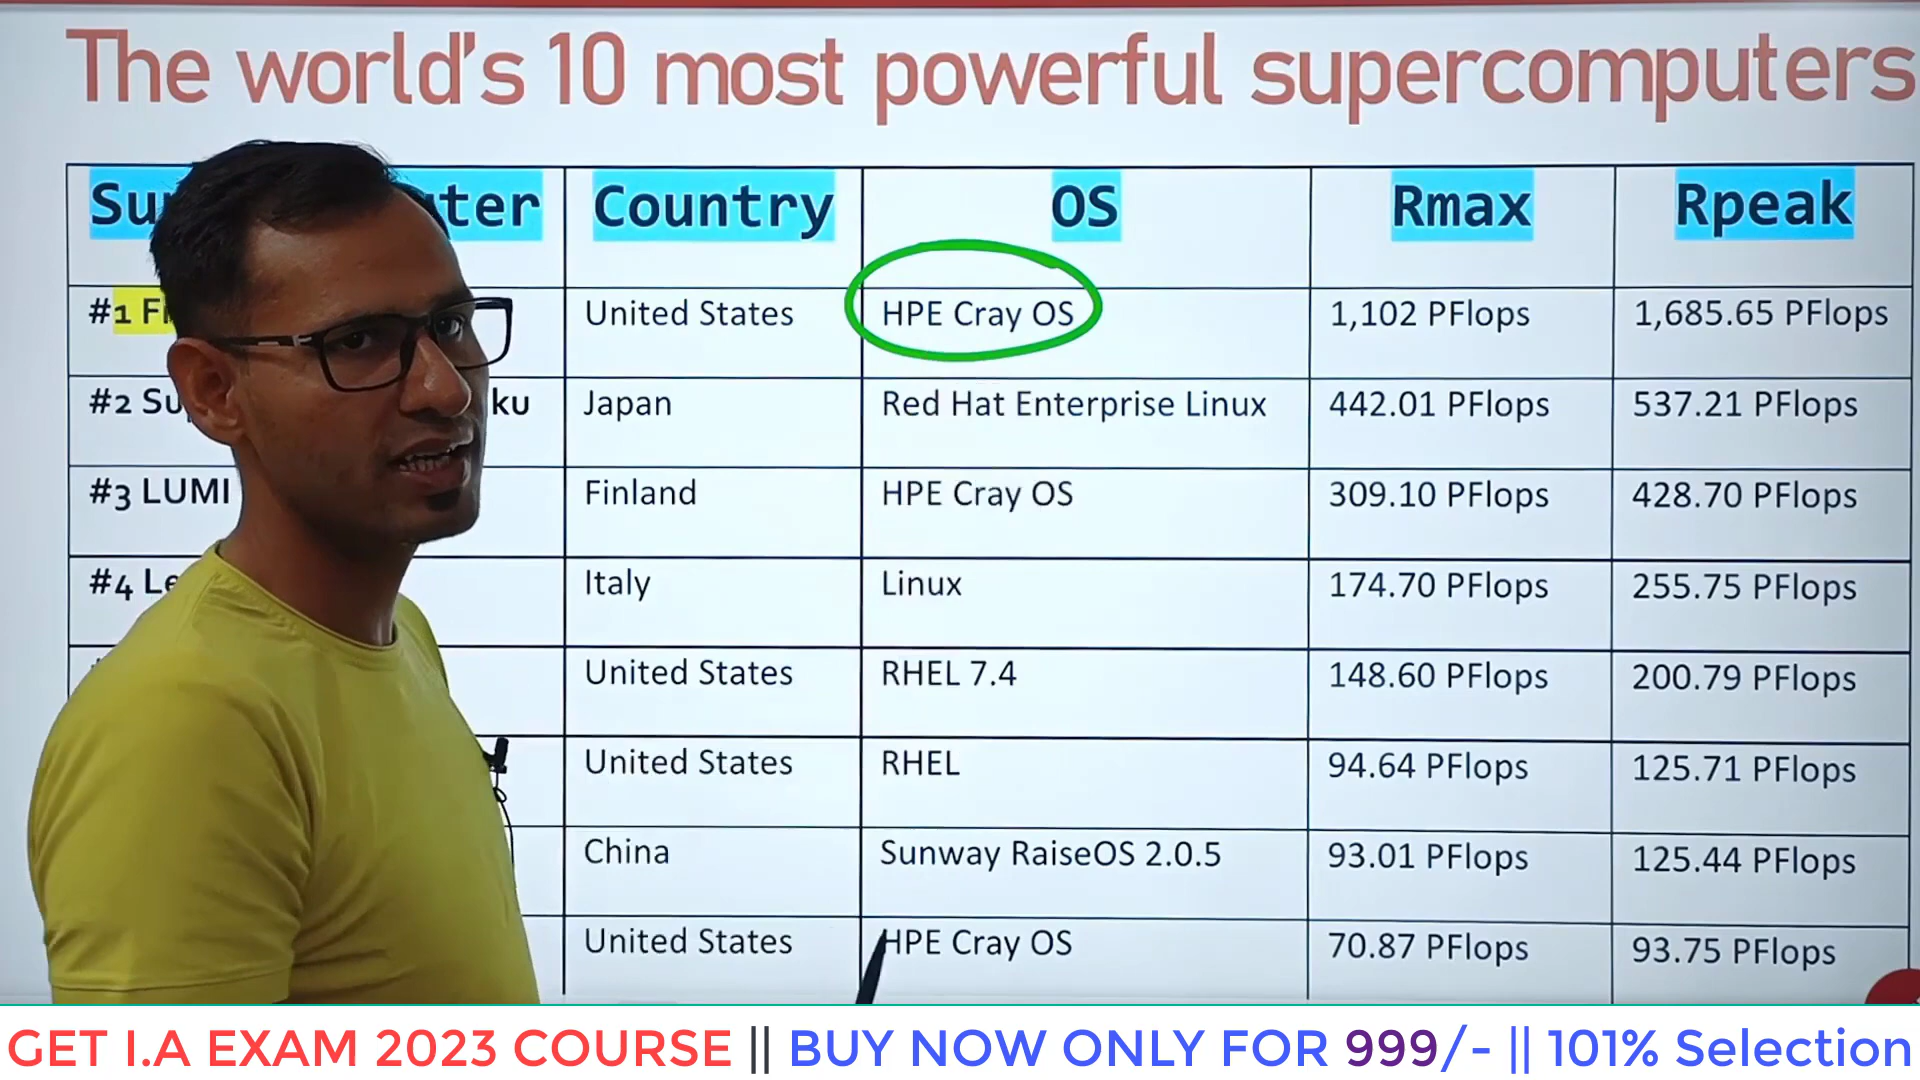 The world's 10 most powerful supercomputers
Country OS Rmax Rpeak
#1 United States HPE Cray OS 1,102 PFlops 1,685.65 PFlops
#2 Japan Red Hat Enterprise Linux 442.01 PFlops 537.21 PFlops
#3 LUMI Finland HPE Cray OS 309.10 PFlops 428.70 PFlops
#4 Italy Linux 174.70 PFlops 255.75 PFlops
United States RHEL 7.4 148.60 PFlops 200.79 PFlops
United States RHEL 94.64 PFlops 125.71 PFlops
China Sunway RaiseOS 2.0.5 93.01 PFlops 125.44 PFlops
United States HPE Cray OS 70.87 PFlops 93.75 PFlops
GET I.A EXAM 2023 COURSE || BUY NOW ONLY FOR 999/- || 101% Selection